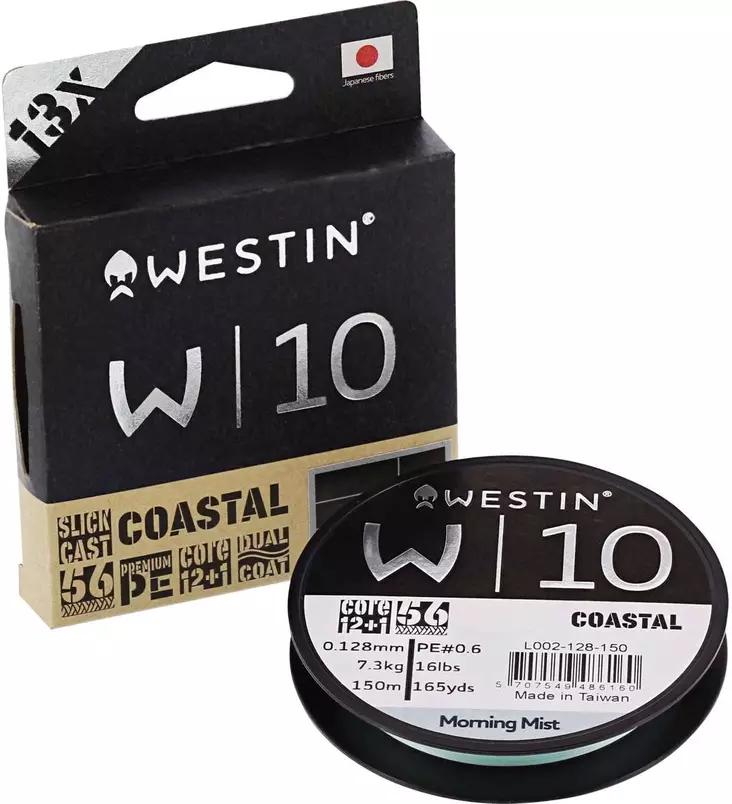 13X
Japanese fibers
WESTIN®
W|10
SLICK CAST
COASTAL
56
PREMIUM PE
core 12+1
DUAL COAT
WESTIN®
W|10
core 12+1
56
COASTAL
0.128mm PE#0.6
7.3kg 16lbs
150m 165yds
L002-128-150
5 707549 486160
Made in Taiwan
Morning Mist